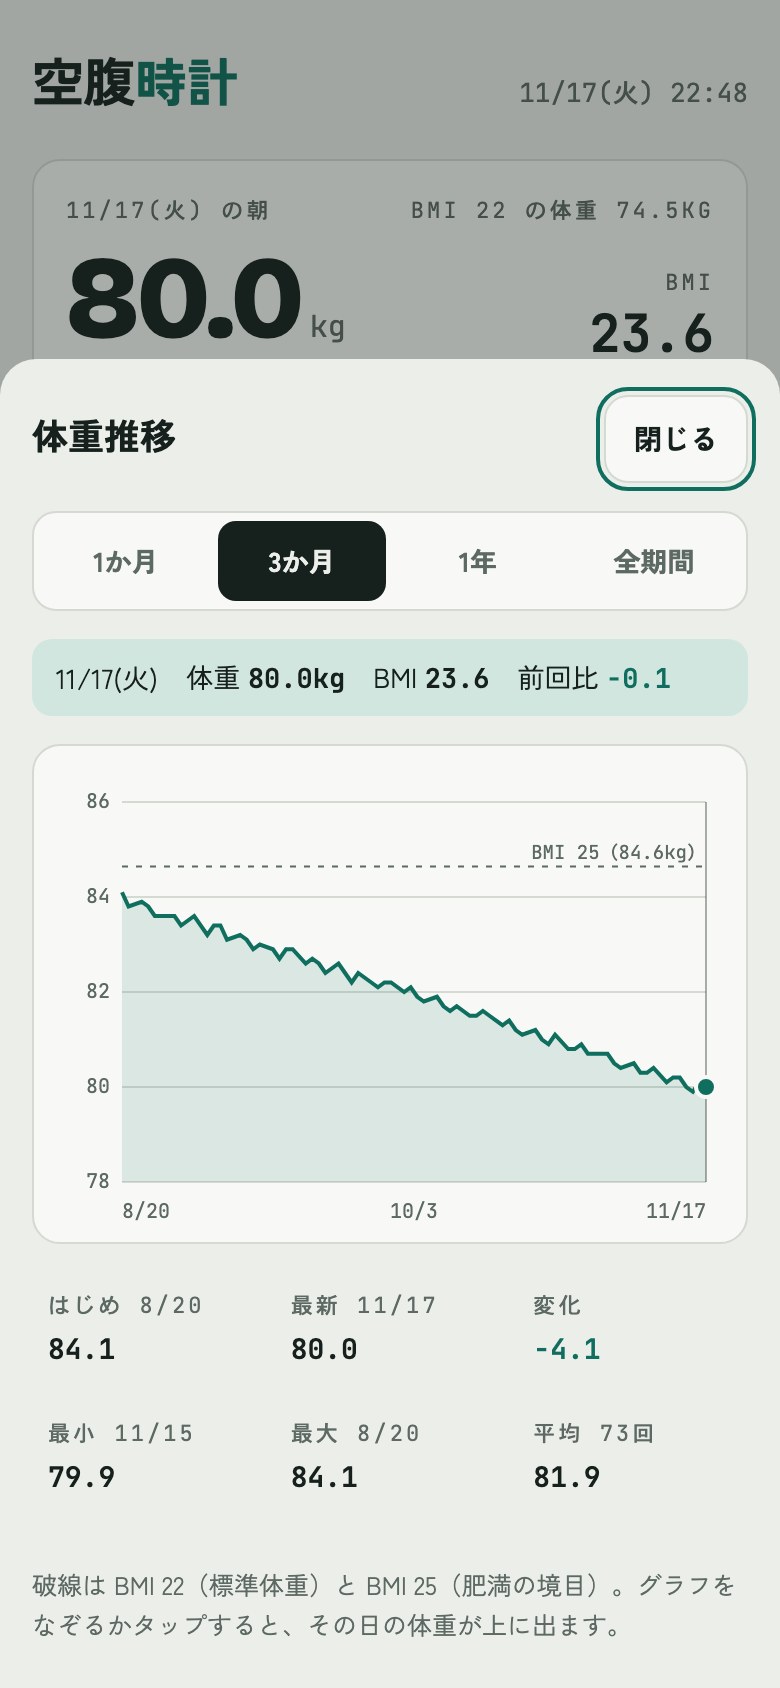 空腹時計
11/17(火) 22:48
11/17(火) の朝
BMI 22 の体重 74.5KG
80.0 kg
BMI
23.6
体重推移
閉じる
1か月 3か月 1年 全期間
11/17(火) 体重 80.0kg BMI 23.6 前回比 -0.1
86
BMI 25 (84.6kg)
84
82
80
78
8/20 10/3 11/17
はじめ 8/20
84.1
最新 11/17
80.0
変化
-4.1
最小 11/15
79.9
最大 8/20
84.1
平均 73回
81.9
破線は BMI 22（標準体重）と BMI 25（肥満の境目）。グラフを
なぞるかタップすると、その日の体重が上に出ます。